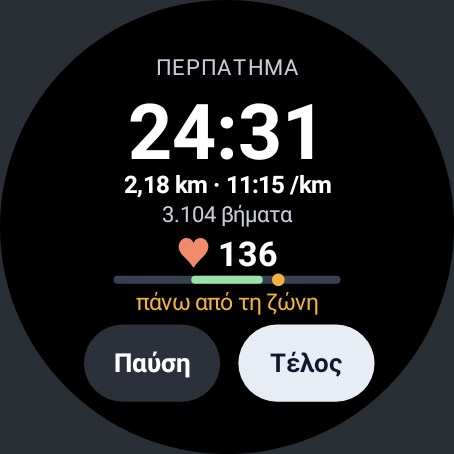 ΠΕΡΠΑΤΗΜΑ
24:31
2,18 km · 11:15 /km
3.104 βήματα
136
πάνω από τη ζώνη
Παύση
Τέλος